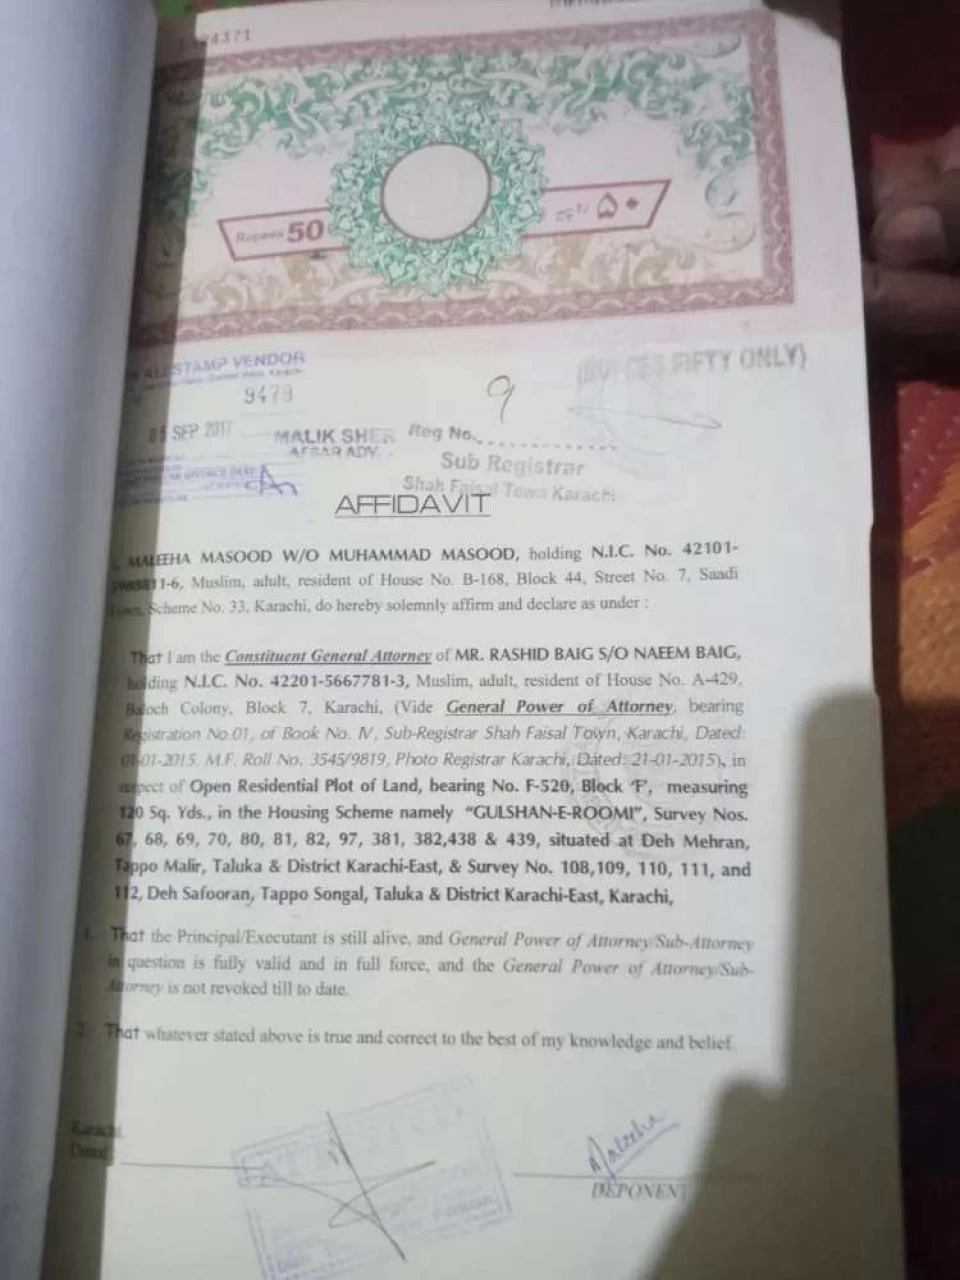 4371
Rupees 50
۵۰
STAMP VENDOR
9479
SEP 201
MALIK SHER
AFSAR ADV.
9
Reg No.
Sub Registrar
Shah Faisal Town Karachi
FIFTY ONLY)
AFFIDAVIT
MALEEHA MASOOD W/O MUHAMMAD MASOOD, holding N.I.C. No. 42101-
11-6, Muslim, adult, resident of House No. B-168, Block 44, Street No. 7, Saadi
Town, Scheme No. 33, Karachi, do hereby solemnly affirm and declare as under :
That I am the Constituent General Attorney of MR. RASHID BAIG S/O NAEEM BAIG,
holding N.I.C. No. 42201-5667781-3, Muslim, adult, resident of House No. A-429,
Baloch Colony, Block 7, Karachi, (Vide General Power of Attorney, bearing
Registration No.01, of Book No. IV, Sub-Registrar Shah Faisal Town, Karachi, Dated:
01-01-2015. M.F. Roll No. 3545/9819, Photo Registrar Karachi, Dated: 21-01-2015), in
respect of Open Residential Plot of Land, bearing No. F-520, Block 'F', measuring
120 Sq. Yds., in the Housing Scheme namely "GULSHAN-E-ROOMI", Survey Nos.
67, 68, 69, 70, 80, 81, 82, 97, 381, 382,438 & 439, situated at Deh Mehran,
Tappo Malir, Taluka & District Karachi-East, & Survey No. 108,109, 110, 111, and
112, Deh Safooran, Tappo Songal, Taluka & District Karachi-East, Karachi,
1. That the Principal/Executant is still alive, and General Power of Attorney/Sub-Attorney
in question is fully valid and in full force, and the General Power of Attorney/Sub-
Attorney is not revoked till to date.
2. That whatever stated above is true and correct to the best of my knowledge and belief
Karachi.
Dated:
Maleeha
DEPONENT